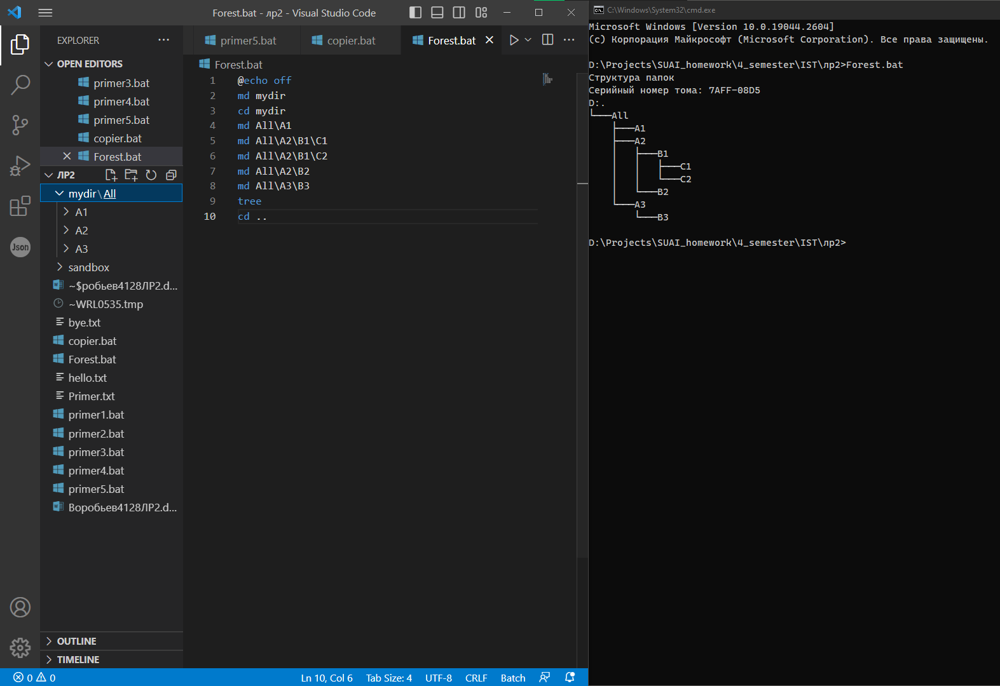 Forest.bat - лр2 - Visual Studio Code
EXPLORER
OPEN EDITORS
primer3.bat
primer4.bat
primer5.bat
copier.bat
Forest.bat
ЛР2
mydir\All
A1
A2
A3
sandbox
~$робьев4128ЛР2.d...
~WRL0535.tmp
bye.txt
copier.bat
Forest.bat
hello.txt
Primer.txt
primer1.bat
primer2.bat
primer3.bat
primer4.bat
primer5.bat
Воробьев4128ЛР2.d...
OUTLINE
TIMELINE
Json
primer5.bat copier.bat Forest.bat
Forest.bat
1 @echo off
2 md mydir
3 cd mydir
4 md All\A1
5 md All\A2\B1\C1
6 md All\A2\B1\C2
7 md All\A2\B2
8 md All\A3\B3
9 tree
10 cd ..
0 0 Ln 10, Col 6 Tab Size: 4 UTF-8 CRLF Batch
C:\Windows\System32\cmd.exe
Microsoft Windows [Version 10.0.19044.2604]
(c) Корпорация Майкрософт (Microsoft Corporation). Все права защищены.
D:\Projects\SUAI_homework\4_semester\IST\лр2>Forest.bat
Структура папок
Серийный номер тома: 7AFF-08D5
D:.
└───All
    ├───A1
    ├───A2
    │   ├───B1
    │   │   ├───C1
    │   │   └───C2
    │   └───B2
    └───A3
        └───B3
D:\Projects\SUAI_homework\4_semester\IST\лр2>